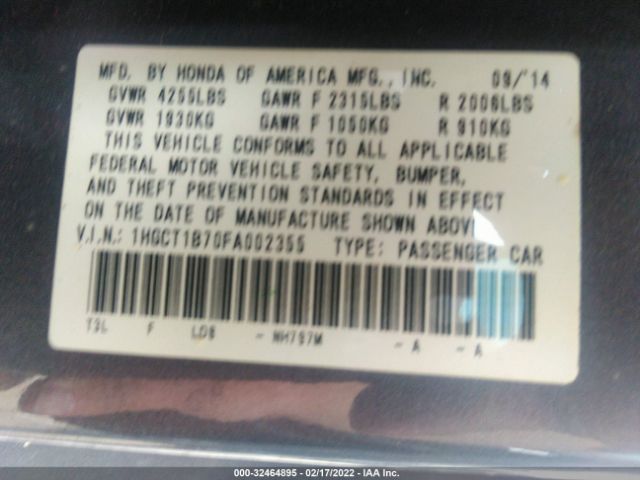 MFD. BY HONDA OF AMERICA MFG., INC. 09/'14
GVWR 4255LBS GAWR F 2315LBS R 2006LBS
GVWR 1930KG GAWR F 1050KG R 910KG
THIS VEHICLE CONFORMS TO ALL APPLICABLE
FEDERAL MOTOR VEHICLE SAFETY, BUMPER,
AND THEFT PREVENTION STANDARDS IN EFFECT
ON THE DATE OF MANUFACTURE SHOWN ABOVE.
V.I.N.: 1HGCT1B70FA002355 TYPE: PASSENGER CAR
T3L F LDS - NH797M - A - A
000-32464895 - 02/17/2022 - IAA Inc.